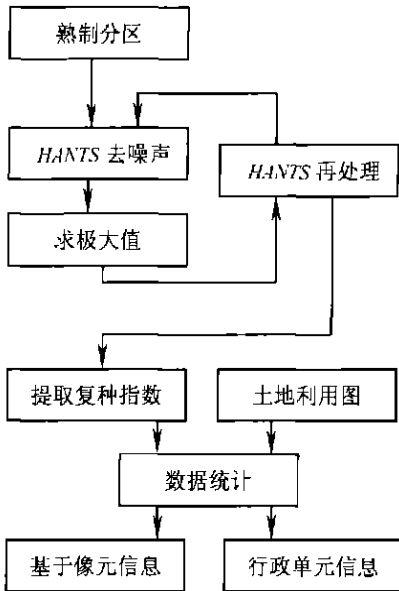 熟制分区
HANTS 去噪声
HANTS 再处理
求极大值
提取复种指数
土地利用图
数据统计
基于像元信息
行政单元信息